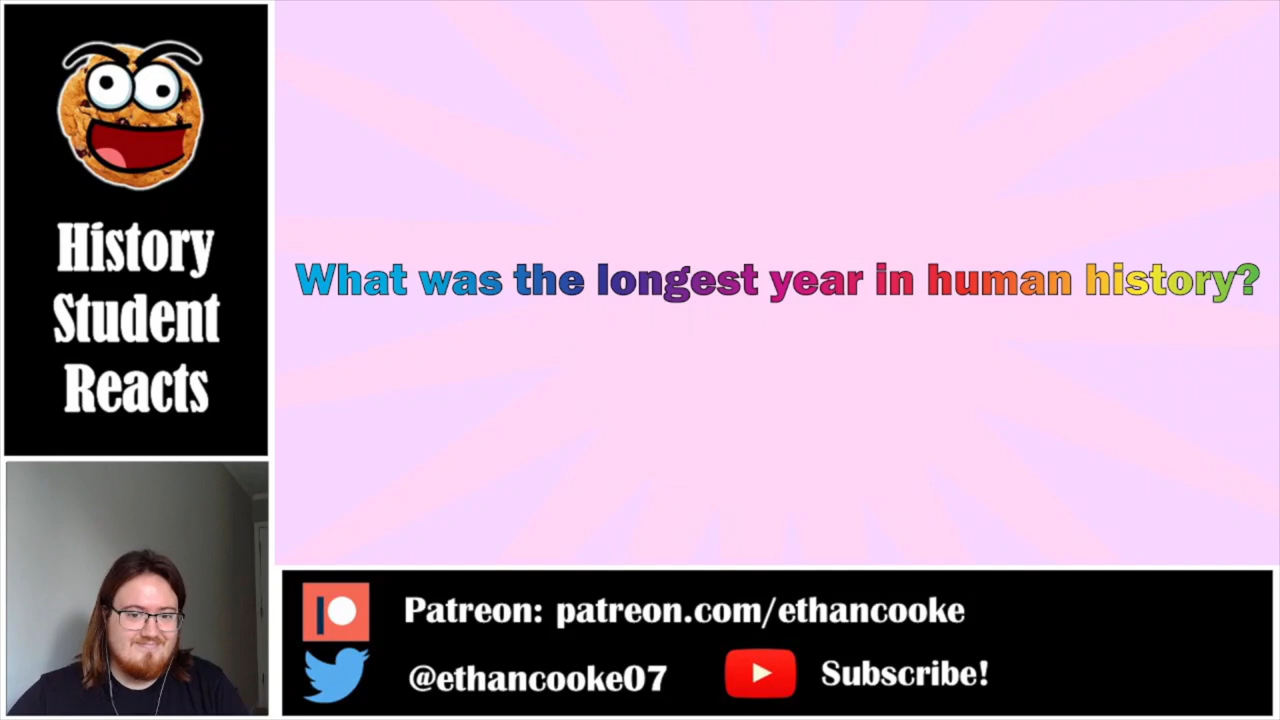 History
Student
Reacts
What was the longest year in human history?
Patreon: patreon.com/ethancooke
@ethancooke07
Subscribe!